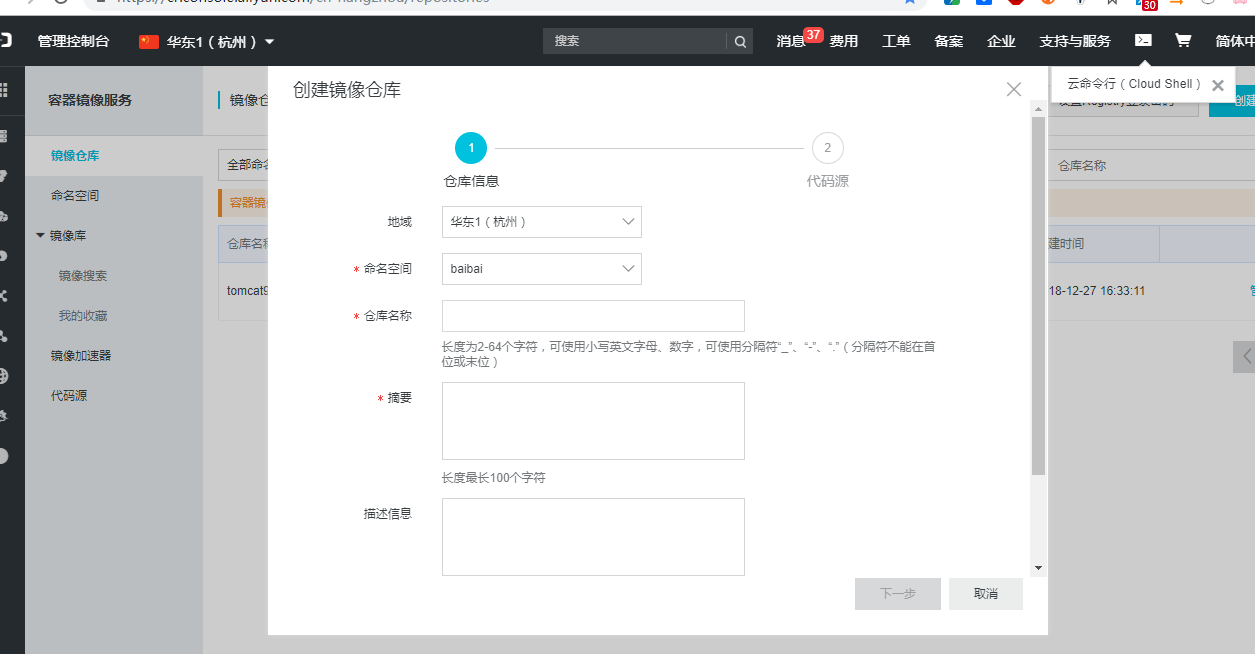 管理控制台
华东1（杭州）
搜索
消息
37
费用
工单
备案
企业
支持与服务
简体中
30
云命令行（Cloud Shell）
容器镜像服务
镜像仓库
命名空间
镜像库
镜像搜索
我的收藏
镜像加速器
代码源
镜像仓
创建
全部命名
仓库名称
容器镜像
仓库名称
建时间
tomcat9
18-12-27 16:33:11
创建镜像仓库
1
2
仓库信息
代码源
地域
华东1（杭州）
* 命名空间
baibai
* 仓库名称
长度为2-64个字符，可使用小写英文字母、数字，可使用分隔符“_”、“-”、“.”（分隔符不能在首
位或末位）
* 摘要
长度最长100个字符
描述信息
下一步
取消